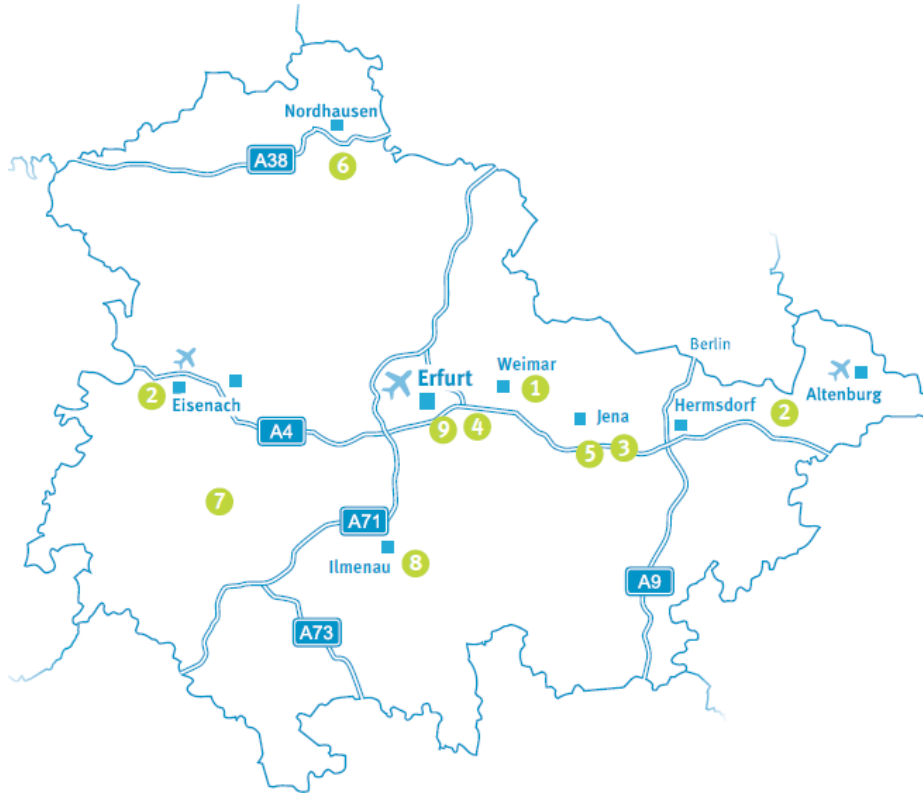 Nordhausen
A38
6
Berlin
Weimar
1
Erfurt
2
Eisenach
Altenburg
Hermsdorf
2
Jena
A4
9
4
5
3
7
A71
Ilmenau
8
A9
A73